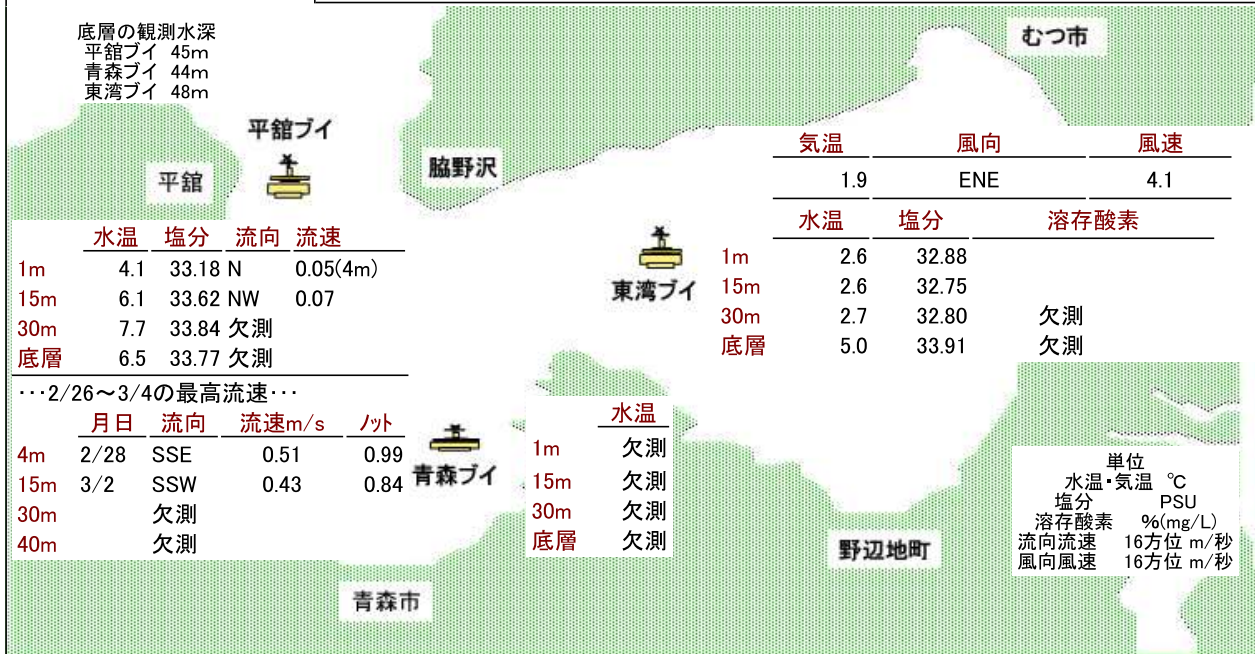 底層の観測水深
平舘ブイ 45m
青森ブイ 44m
東湾ブイ 48m
むつ市
平舘ブイ
平舘
脇野沢
気温 風向 風速
1.9 ENE 4.1
水温 塩分 溶存酸素
1m 2.6 32.88
15m 2.6 32.75
30m 2.7 32.80 欠測
底層 5.0 33.91 欠測
東湾ブイ
水温 塩分 流向 流速
1m 4.1 33.18 N 0.05(4m)
15m 6.1 33.62 NW 0.07
30m 7.7 33.84 欠測
底層 6.5 33.77 欠測
…2/26～3/4の最高流速…
月日 流向 流速m/s ノット
4m 2/28 SSE 0.51 0.99
15m 3/2 SSW 0.43 0.84
30m 欠測
40m 欠測
青森ブイ
水温
1m 欠測
15m 欠測
30m 欠測
底層 欠測
単位
水温・気温 ℃
塩分 PSU
溶存酸素 %(mg/L)
流向流速 16方位 m/秒
風向風速 16方位 m/秒
野辺地町
青森市